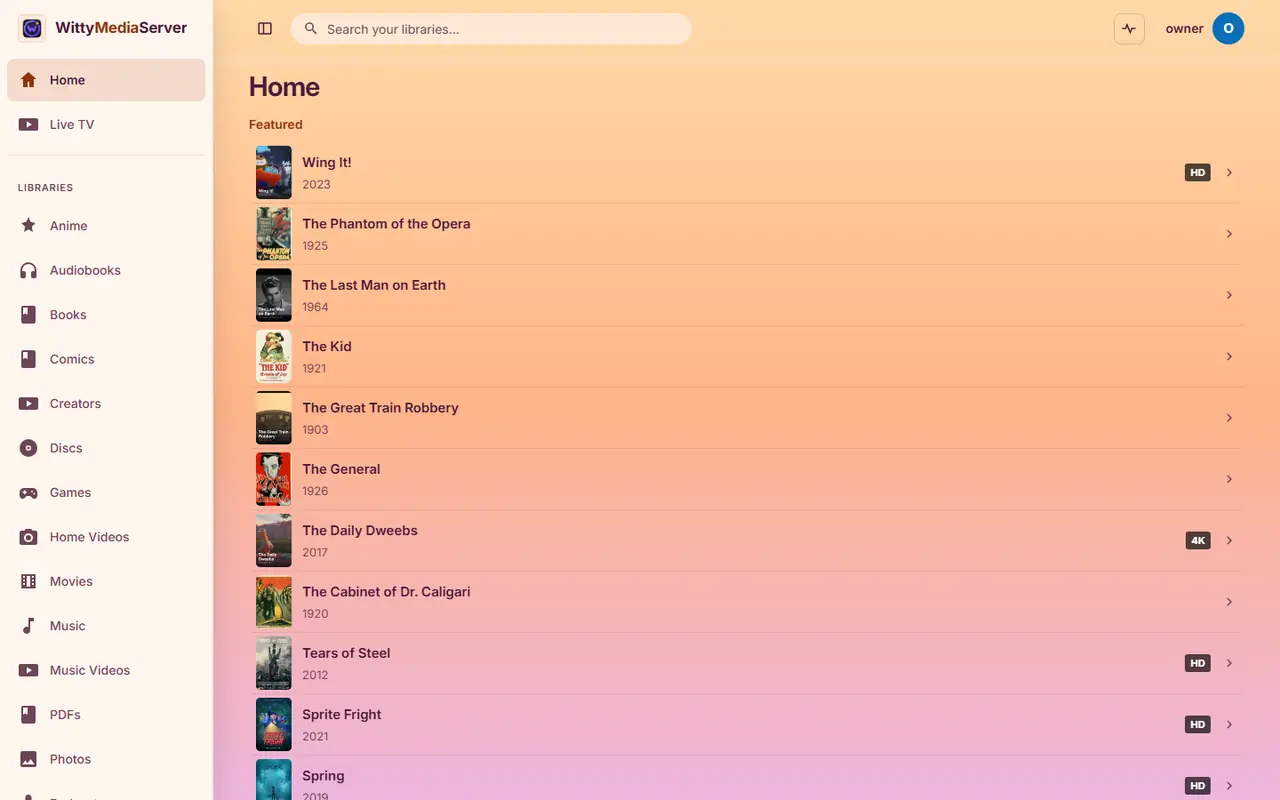 WittyMediaServer
Search your libraries...
owner
O
Home
Live TV
LIBRARIES
Anime
Audiobooks
Books
Comics
Creators
Discs
Games
Home Videos
Movies
Music
Music Videos
PDFs
Photos
Home
Featured
Wing It!
2023
HD
The Phantom of the Opera
1925
The Last Man on Earth
1964
The Kid
1921
The Great Train Robbery
1903
The General
1926
The Daily Dweebs
2017
4K
The Cabinet of Dr. Caligari
1920
Tears of Steel
2012
HD
Sprite Fright
2021
HD
Spring
2019
HD